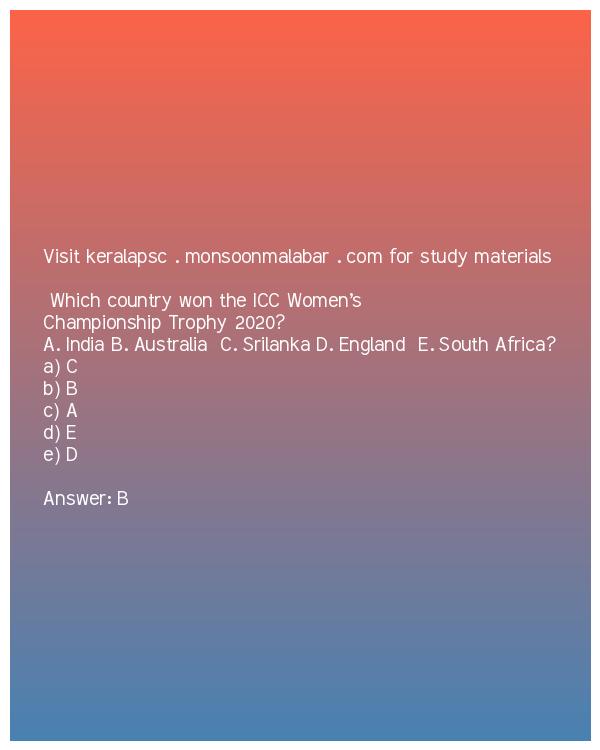 Visit keralapsc . monsoonmalabar . com for study materials
Which country won the ICC Women's
Championship Trophy 2020?
A. India B. Australia C. Srilanka D. England E. South Africa?
a) C
b) B
c) A
d) E
e) D
Answer: B